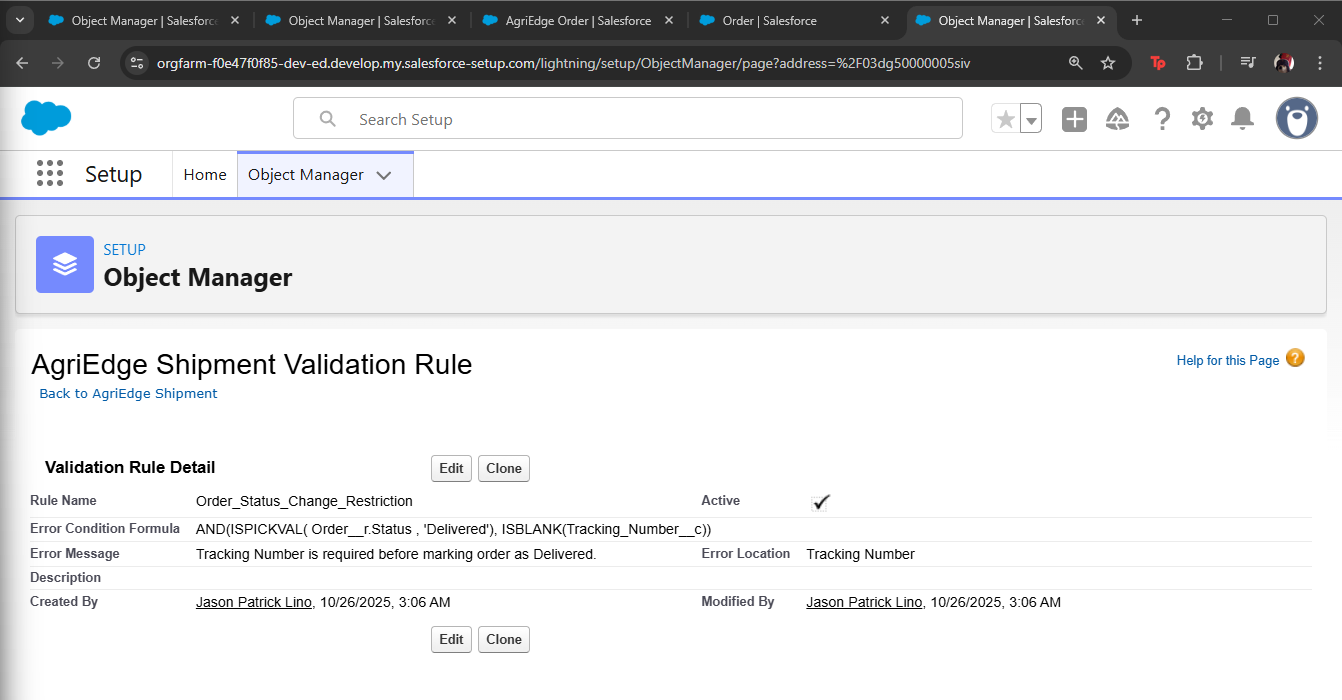 Object Manager | Salesforce
Object Manager | Salesforce
AgriEdge Order | Salesforce
Order | Salesforce
Object Manager | Salesforce
orgfarm-f0e47f0f85-dev-ed.develop.my.salesforce-setup.com/lightning/setup/ObjectManager/page?address=%2F03dg50000005siv
Tp
Search Setup
Setup
Home
Object Manager
SETUP
Object Manager
AgriEdge Shipment Validation Rule
Help for this Page ?
Back to AgriEdge Shipment
Validation Rule Detail
Edit Clone
Rule Name Order_Status_Change_Restriction Active
Error Condition Formula AND(ISPICKVAL( Order__r.Status , 'Delivered'), ISBLANK(Tracking_Number__c))
Error Message Tracking Number is required before marking order as Delivered. Error Location Tracking Number
Description
Created By Jason Patrick Lino, 10/26/2025, 3:06 AM Modified By Jason Patrick Lino, 10/26/2025, 3:06 AM
Edit Clone